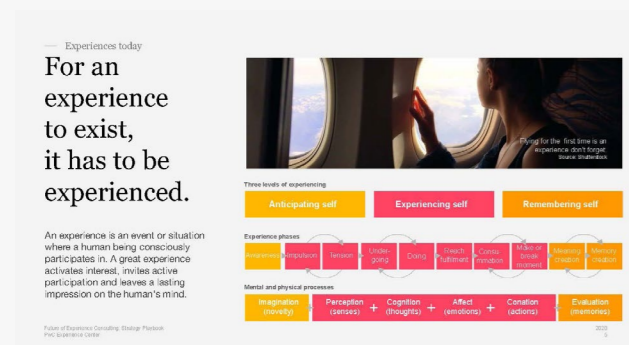 Experiences today
For an
experience
to exist,
it has to be
experienced.
An experience is an event or situation
where a human being consciously
participates in. A great experience
activates interest, invites active
participation and leaves a lasting
impression on the human's mind.
Flying for the first time is an
experience don't forget.
Source: Shutterstock
Three levels of experiencing
Anticipating self
Experiencing self
Remembering self
Experience phases
Awareness
Impulsion
Tension
Under-
going
Doing
Reach
fulfilment
Consu
mmation
Make or
break
moment
Meaning
creation
Memory
creation
Mental and physical processes
Imagination
(novelty)
+
Perception
(senses)
+
Cognition
(thoughts)
+
Affect
(emotions)
+
Conation
(actions)
+
Evaluation
(memories)
Future of Experience Consulting: Strategy Playbook
PwC Experience Center
2020